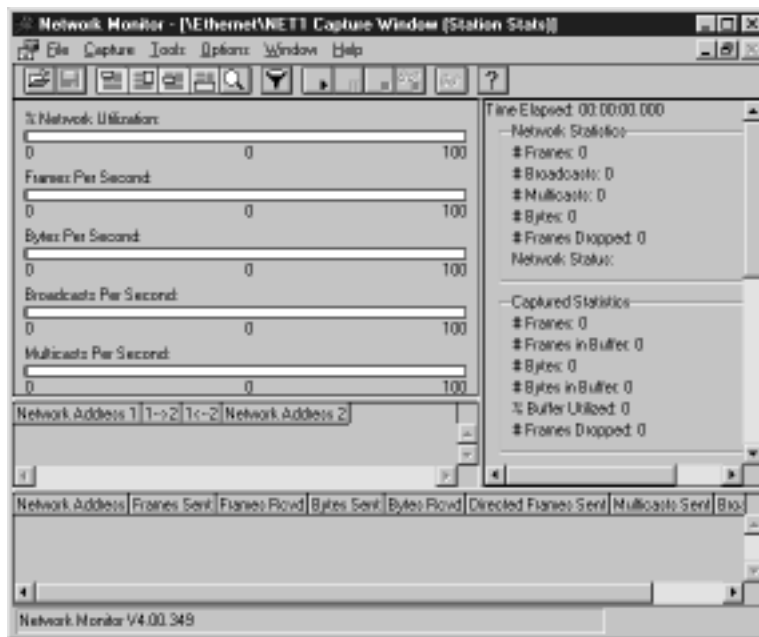 Network Monitor - [\Ethernet\NET1 Capture Window (Station Stats)]
File Capture Tools Options Window Help
% Network Utilization:
0 0 100
Frames Per Second:
0 0 100
Bytes Per Second:
0 0 100
Broadcasts Per Second:
0 0 100
Multicasts Per Second:
0 0 100
Time Elapsed: 00:00:00.000
Network Statistics
# Frames: 0
# Broadcasts: 0
# Multicasts: 0
# Bytes: 0
# Frames Dropped: 0
Network Status:
Captured Statistics
# Frames: 0
# Frames in Buffer: 0
# Bytes: 0
# Bytes in Buffer: 0
% Buffer Utilized: 0
# Frames Dropped: 0
Network Address 1 1->2 1<-2 Network Address 2
Network Address Frames Sent Frames Rcvd Bytes Sent Bytes Rcvd Directed Frames Sent Multicasts Sent Broa
Network Monitor V4.00.349